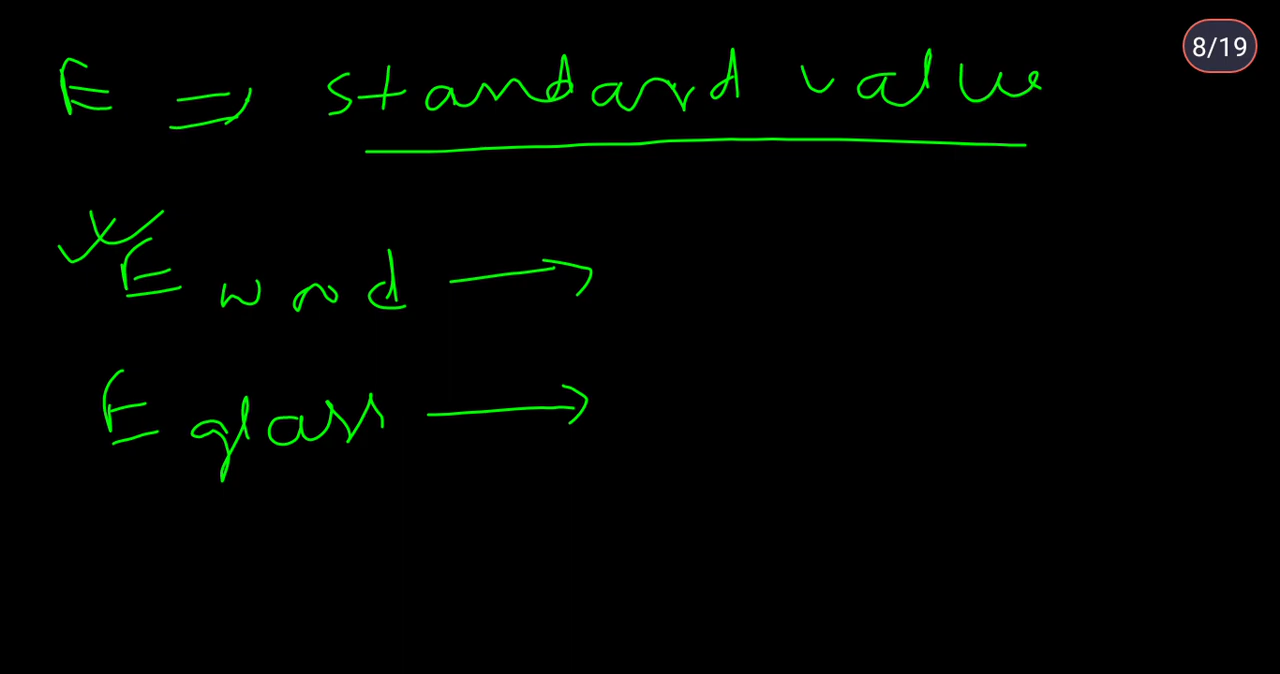 8/19
E ⇒ standard value
E wood →
E glass →